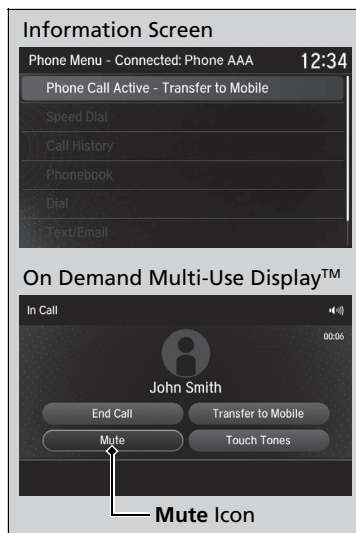 Information Screen
Phone Menu - Connected: Phone AAA 12:34
Phone Call Active - Transfer to Mobile
Speed Dial
Call History
Phonebook
Dial
Text/Email
On Demand Multi-Use Display™
In Call
00:06
John Smith
End Call Transfer to Mobile
Mute Touch Tones
Mute Icon